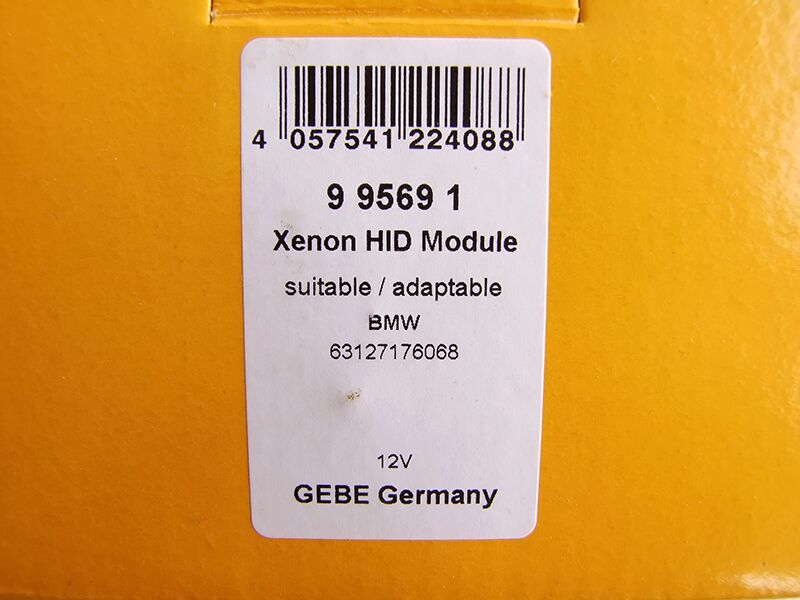 4 057541 224088
9 9569 1
Xenon HID Module
suitable / adaptable
BMW
63127176068
12V
GEBE Germany